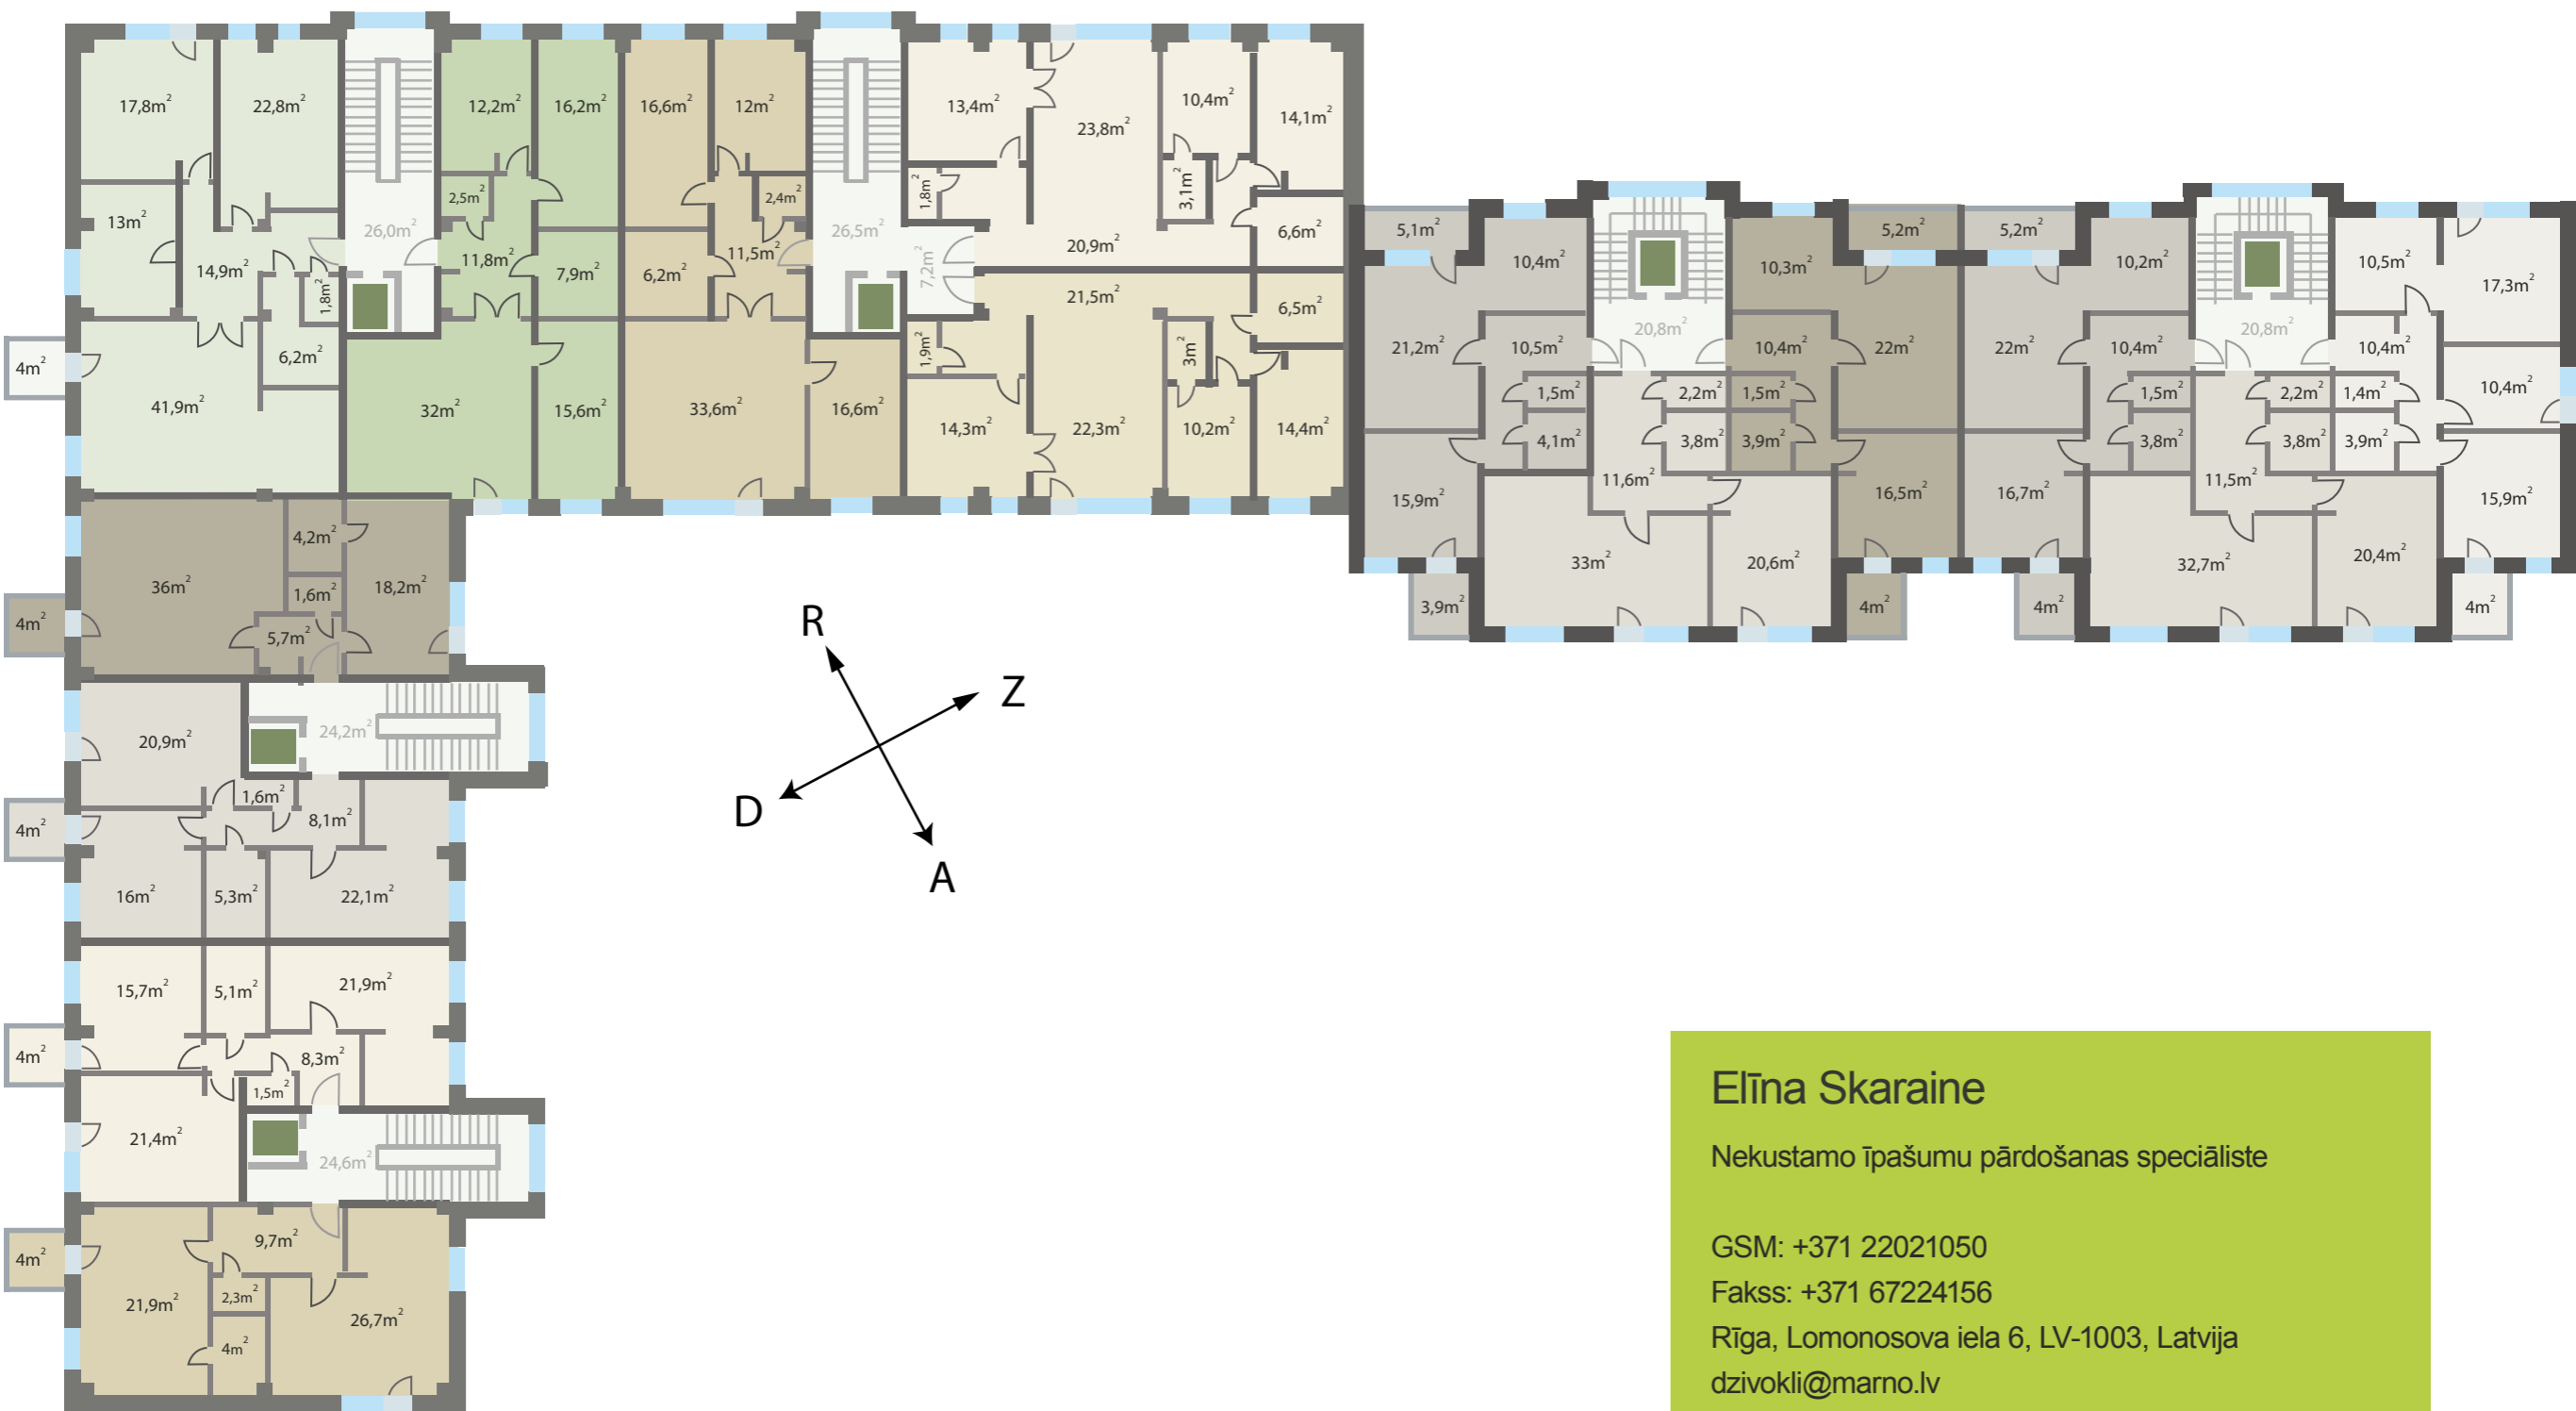 17,8m²
22,8m²
12,2m²
16,2m²
16,6m²
12m²
13,4m²
23,8m²
10,4m²
14,1m²
13m²
14,9m²
1,8m²
26,0m²
2,5m²
11,8m²
7,9m²
6,2m²
2,4m²
11,5m²
26,5m²
1,8m²
7,2m²
3,1m²
20,9m²
6,6m²
21,5m²
6,5m²
4m²
6,2m²
41,9m²
32m²
15,6m²
33,6m²
16,6m²
1,9m²
14,3m²
22,3m²
3m²
10,2m²
14,4m²
5,1m²
10,4m²
20,8m²
10,3m²
5,2m²
5,2m²
10,2m²
20,8m²
10,5m²
17,3m²
21,2m²
10,5m²
10,4m²
22m²
22m²
10,4m²
10,4m²
10,4m²
1,5m²
2,2m²
1,5m²
1,5m²
2,2m²
1,4m²
4,1m²
3,8m²
3,9m²
3,8m²
3,8m²
3,9m²
15,9m²
11,6m²
16,5m²
16,7m²
11,5m²
15,9m²
33m²
20,6m²
32,7m²
20,4m²
3,9m²
4m²
4m²
4m²
36m²
4,2m²
1,6m²
18,2m²
4m²
5,7m²
R
Z
D
A
20,9m²
24,2m²
1,6m²
8,1m²
4m²
16m²
5,3m²
22,1m²
15,7m²
5,1m²
21,9m²
4m²
8,3m²
1,5m²
21,4m²
24,6m²
4m²
9,7m²
21,9m²
2,3m²
26,7m²
4m²
Elīna Skaraine
Nekustamo īpašumu pārdošanas speciāliste
GSM: +371 22021050
Fakss: +371 67224156
Rīga, Lomonosova iela 6, LV-1003, Latvija
dzivokli@marno.lv